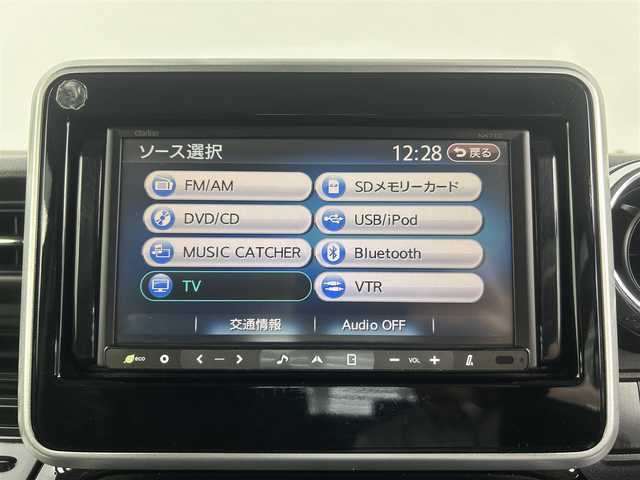 Clarion NX710
ソース選択 12:28 戻る
FM/AM SDメモリーカード
DVD/CD USB/iPod
MUSIC CATCHER Bluetooth
TV VTR
交通情報 Audio OFF
eco − VOL +